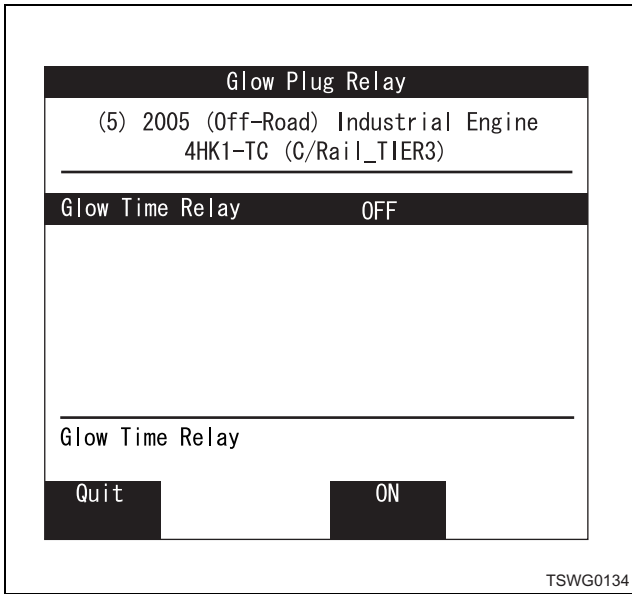 Glow Plug Relay
(5) 2005 (Off-Road) Industrial Engine
4HK1-TC (C/Rail_TIER3)
Glow Time Relay OFF
Glow Time Relay
Quit ON
TSWG0134